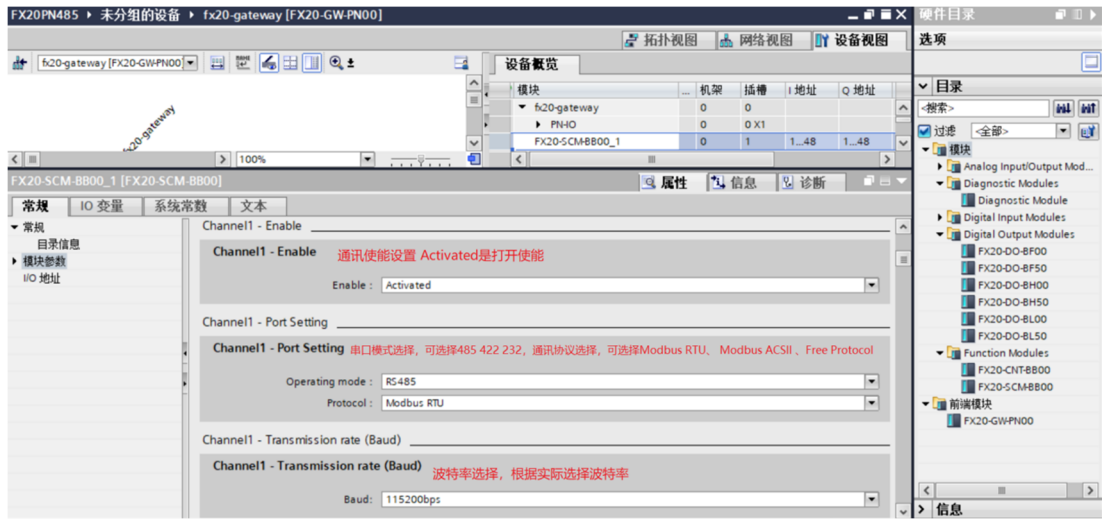 FX20PN485 ▸ 未分组的设备 ▸ fx20-gateway [FX20-GW-PN00]
硬件目录
拓扑视图 网络视图 设备视图
选项
fx20-gateway [FX20-GW-PN00]
设备概览
模块 ... 机架 插槽 I 地址 Q 地址
fx20-gateway 0 0
PN-IO 0 0 X1
FX20-SCM-BB00_1 0 1 1...48 1...48
fx20-gateway
100%
目录
<搜索>
过滤 <全部>
模块
Analog Input/Output Mod...
Diagnostic Modules
Diagnostic Module
Digital Input Modules
Digital Output Modules
FX20-DO-BF00
FX20-DO-BF50
FX20-DO-BH00
FX20-DO-BH50
FX20-DO-BL00
FX20-DO-BL50
Function Modules
FX20-CNT-BB00
FX20-SCM-BB00
前端模块
FX20-GW-PN00
信息
FX20-SCM-BB00_1 [FX20-SCM-BB00]
属性 信息 诊断
常规 IO 变量 系统常数 文本
常规
目录信息
模块参数
I/O 地址
Channel1 - Enable
Channel1 - Enable 通讯使能设置 Activated是打开使能
Enable : Activated
Channel1 - Port Setting
Channel1 - Port Setting 串口模式选择，可选择485 422 232，通讯协议选择，可选择Modbus RTU、 Modbus ACSII 、Free Protocol
Operating mode : RS485
Protocol : Modbus RTU
Channel1 - Transmission rate (Baud)
Channel1 - Transmission rate (Baud) 波特率选择，根据实际选择波特率
Baud: 115200bps